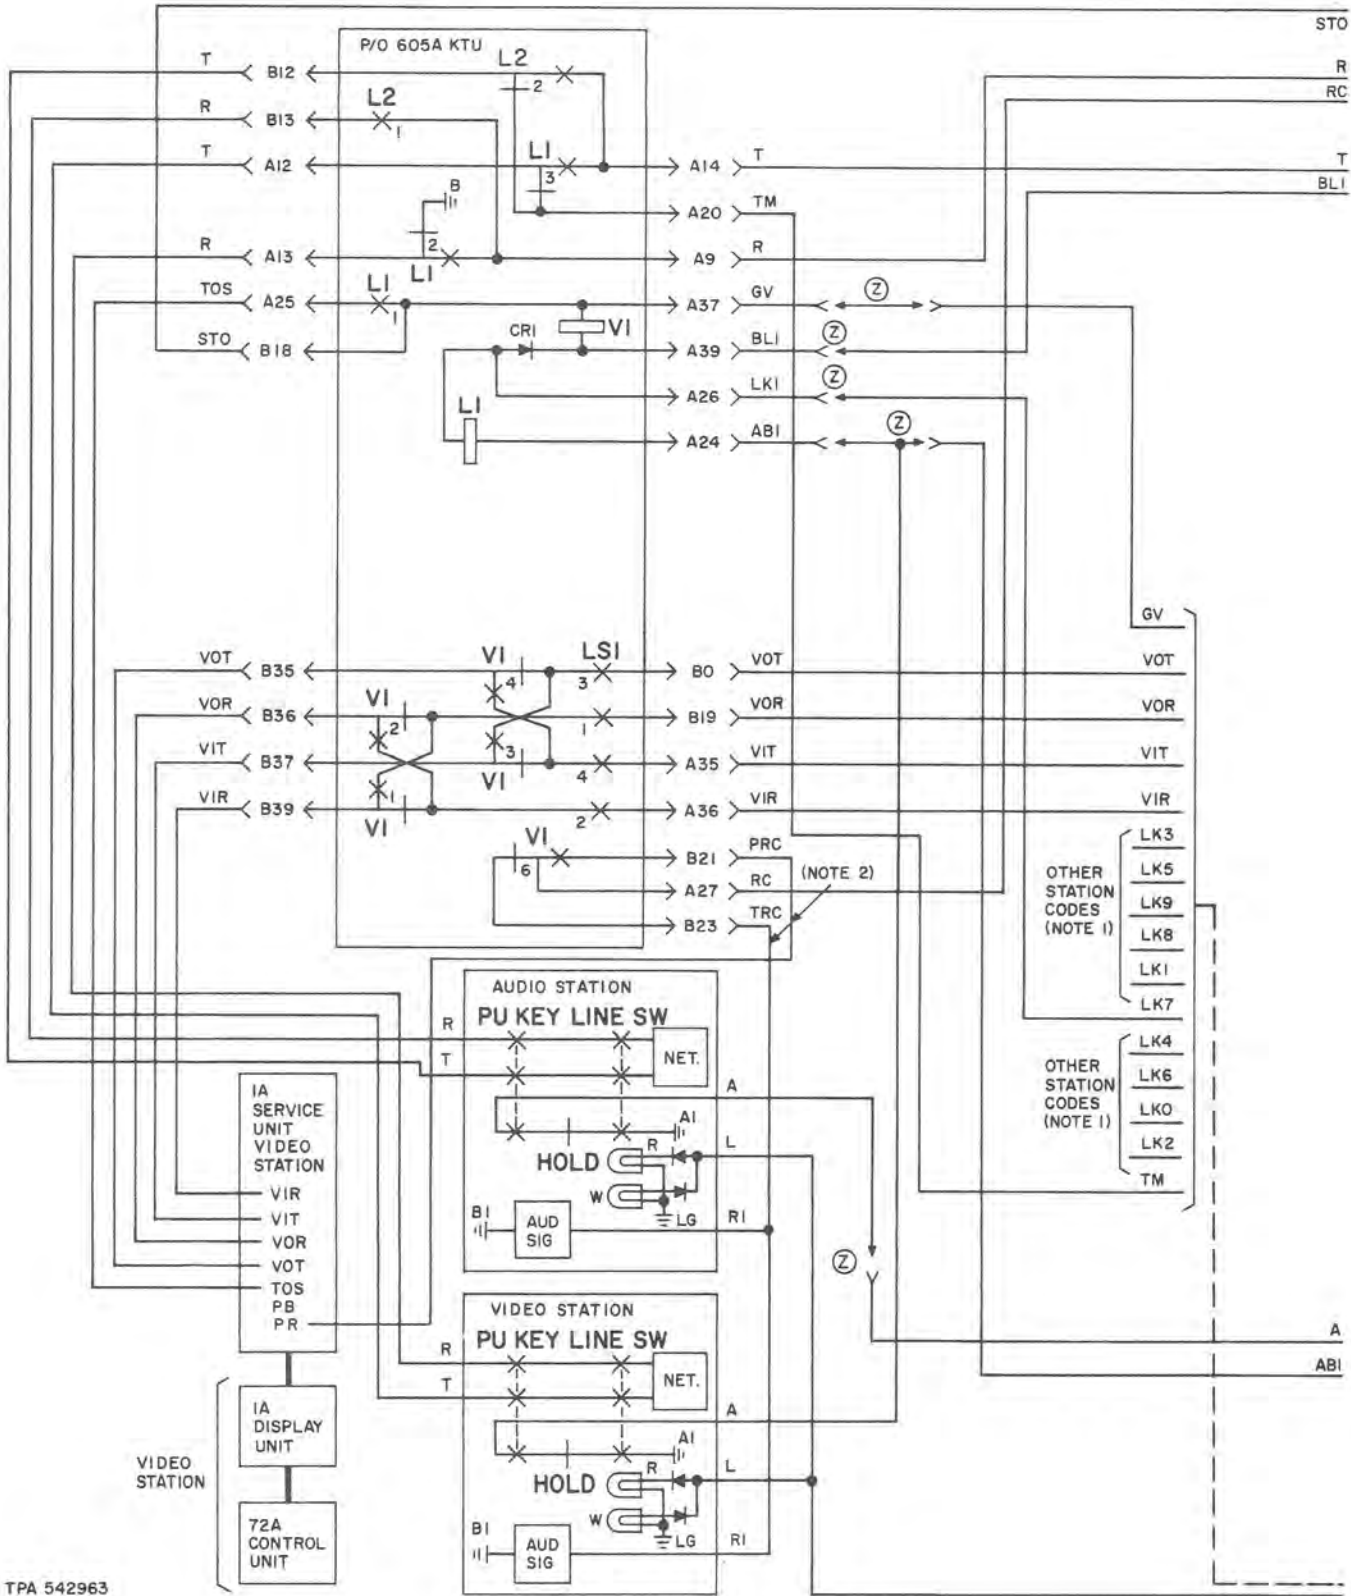 STO
P/O 605A KTU
T B12 L2 2 R
RC
R B13 L2 1
T A12 L1 3 A14 T T
BL1
B A20 TM
R A13 2 L1 A9 R
TOS A25 L1 1 A37 GV Z
STO B18 CR1 V1 A39 BL1 Z
A26 LK1 Z
L1 A24 AB1 Z
GV
VOT B35 V1 4 LS1 3 B0 VOT VOT
VOR B36 V1 2 1 B19 VOR VOR
VIT B37 3 V1 4 A35 VIT VIT
VIR B39 1 V1 2 A36 VIR VIR
V1 6 B21 PRC
A27 RC (NOTE 2)
B23 TRC
LK3
OTHER STATION CODES (NOTE 1)
LK5
LK9
LK8
LK1
LK7
LK4
OTHER STATION CODES (NOTE 1)
LK6
LK0
LK2
TM
AUDIO STATION
PU KEY LINE SW
R
T
NET.
A
A1
HOLD R L
W
LG
B1 AUD SIG R1
Z
1A
SERVICE
UNIT
VIDEO
STATION
VIR
VIT
VOR
VOT
TOS
PB
PR
VIDEO STATION
PU KEY LINE SW
R
T
NET.
A
A1
HOLD R L
W
LG
B1 AUD SIG R1
A
AB1
VIDEO
STATION
1A
DISPLAY
UNIT
72A
CONTROL
UNIT
TPA 542963